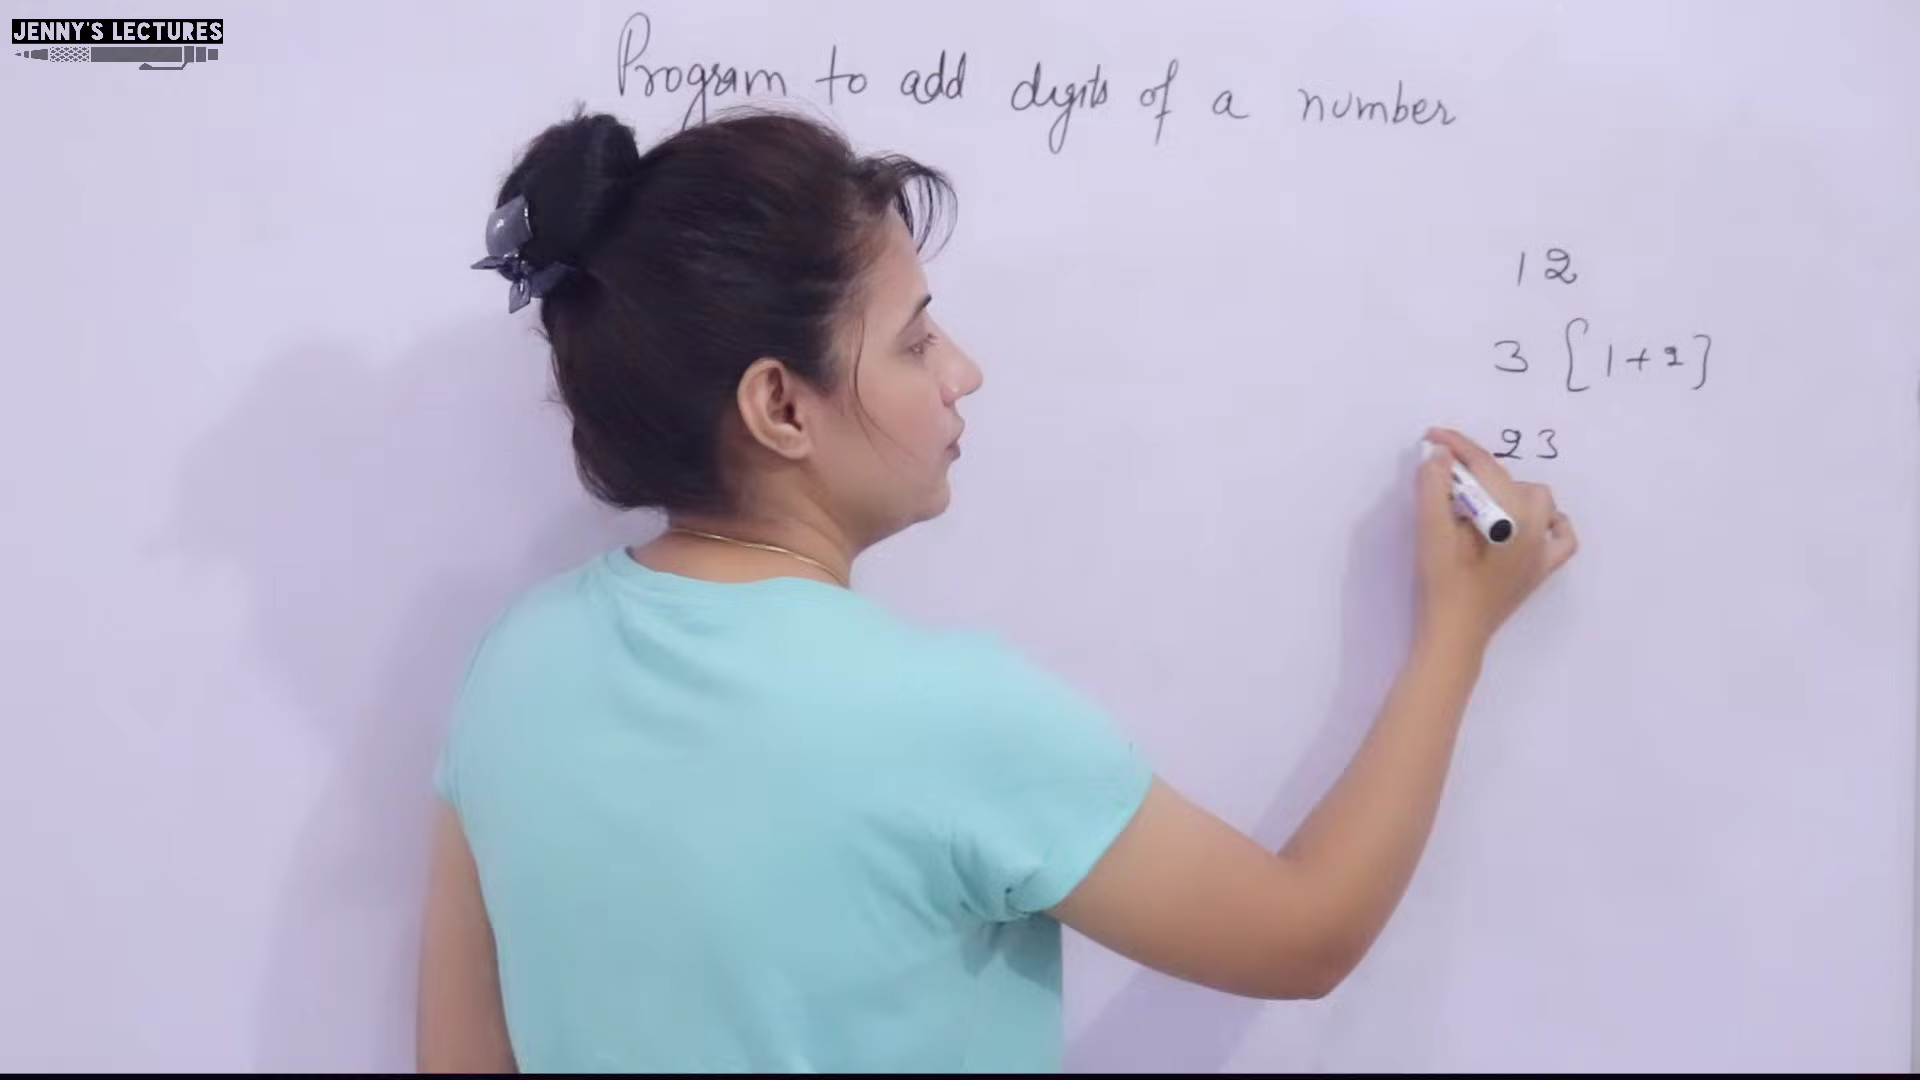 JENNY'S LECTURES
Program to add digits of a number
12
3 [1+2]
23